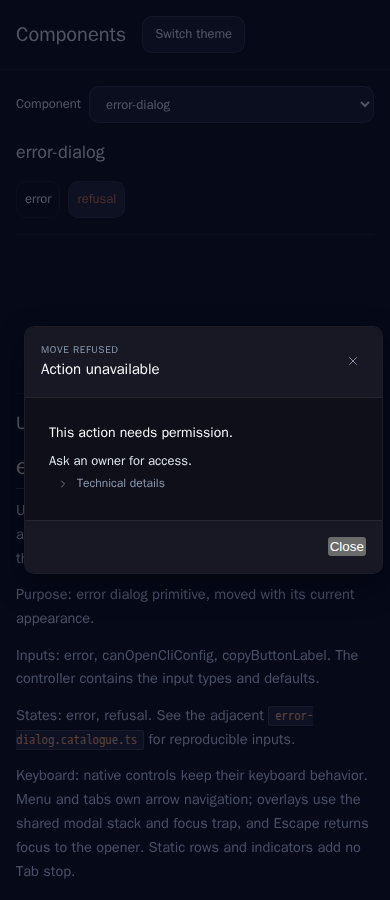 Components
Switch theme
Component
error-dialog
error-dialog
error
refusal
MOVE REFUSED
Action unavailable
This action needs permission.
Ask an owner for access.
Technical details
Close
Purpose: error dialog primitive, moved with its current
appearance.
Inputs: error, canOpenCliConfig, copyButtonLabel. The
controller contains the input types and defaults.
States: error, refusal. See the adjacent error-
dialog.catalogue.ts for reproducible inputs.
Keyboard: native controls keep their keyboard behavior.
Menu and tabs own arrow navigation; overlays use the
shared modal stack and focus trap, and Escape returns
focus to the opener. Static rows and indicators add no
Tab stop.